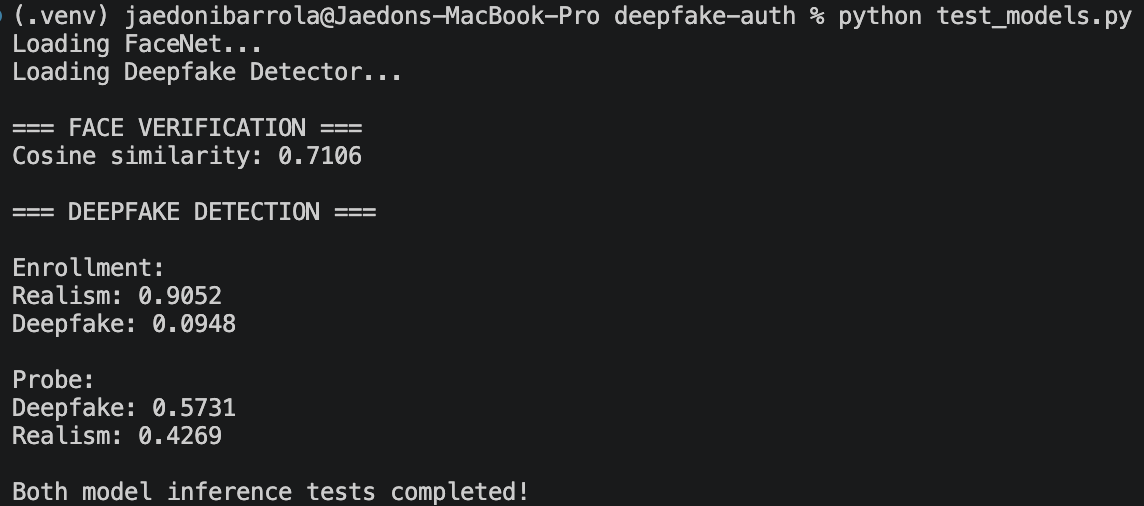 (.venv) jaedonibarrola@Jaedons-MacBook-Pro deepfake-auth % python test_models.py
Loading FaceNet...
Loading Deepfake Detector...
=== FACE VERIFICATION ===
Cosine similarity: 0.7106
=== DEEPFAKE DETECTION ===
Enrollment:
Realism: 0.9052
Deepfake: 0.0948
Probe:
Deepfake: 0.5731
Realism: 0.4269
Both model inference tests completed!